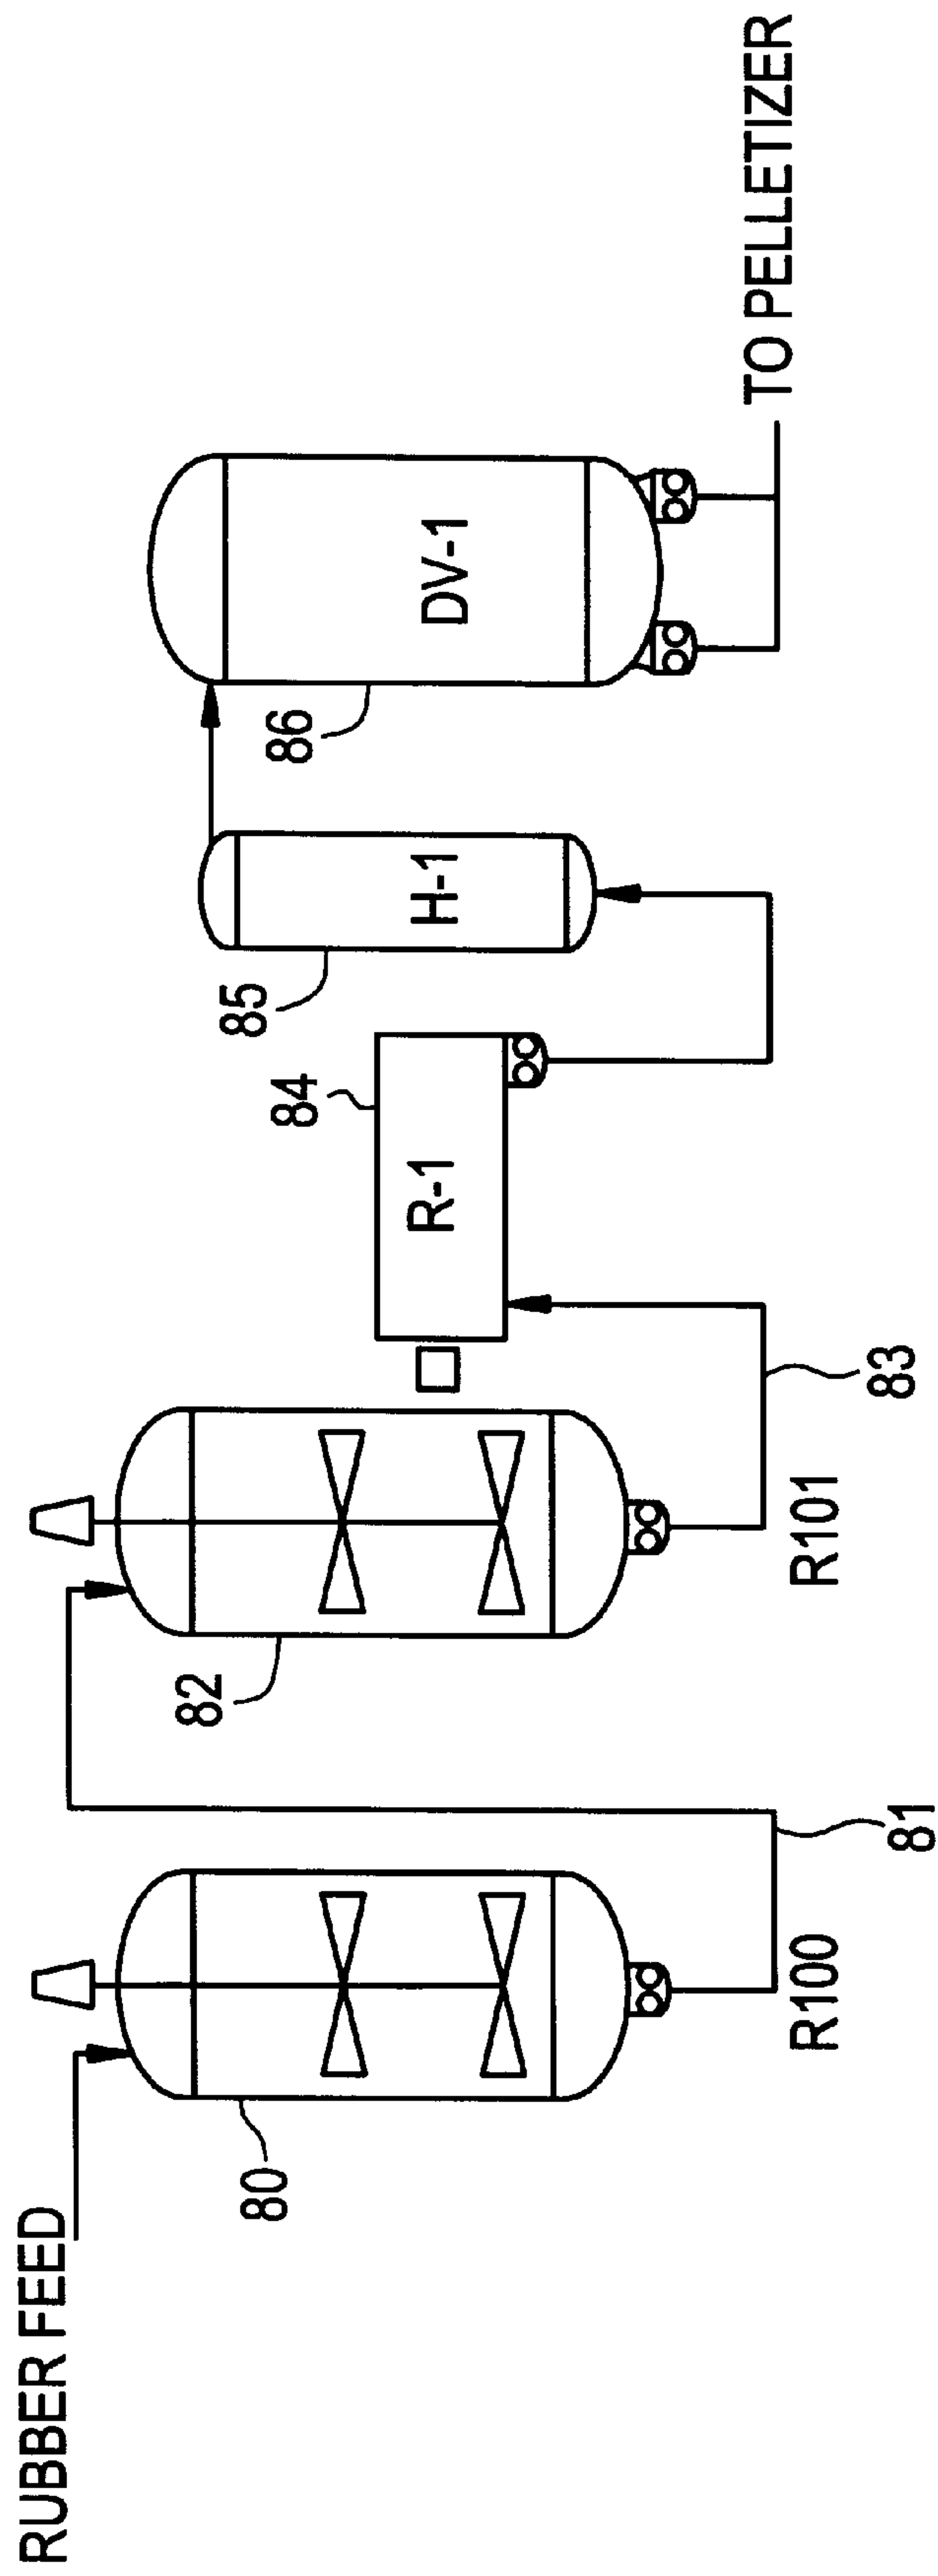 RUBBER FEED
80
R100
81
82
R101
83
R-1
84
85
H-1
86
DV-1
TO PELLETIZER